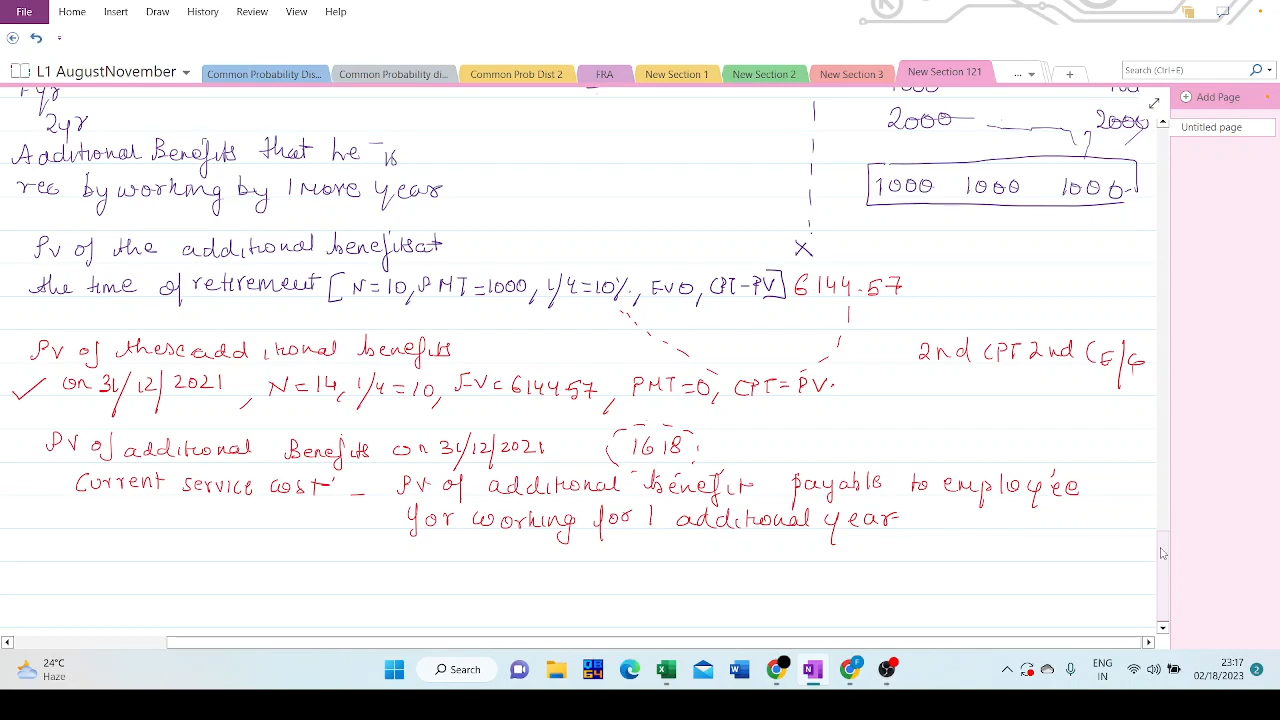 File Home Insert Draw History Review View Help
L1 AugustNovember Common Probability Dis... Common Probability di... Common Prob Dist 2 FRA New Section 1 New Section 2 New Section 3 New Section 121 ... Search (Ctrl+E)
Add Page
Untitled page
2yr
2000 2000
Additional Benefits that he
rec by working by 1 More year
1000 1000 1000
PV of the additional benefits at
the time of retirement [N=10, PMT=1000, I/Y=10%, FV0, CPT-PV] 6144.57
PV of these additional benefits
2nd CPT 2nd CE/C
on 31/12/2021, N=14, I/Y=10, FV=614457, PMT=0, CPT=PV
PV of additional Benefits on 31/12/2021 1618
Current service cost - PV of additional benefit payable to employee
for working for 1 additional year
24°C
Haze
Search
ENG
IN
23:17
02/18/2023
2